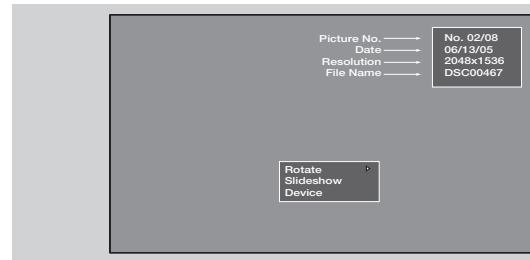 Picture No. No. 02/08
Date 06/13/05
Resolution 2048x1536
File Name DSC00467
Rotate
Slideshow
Device